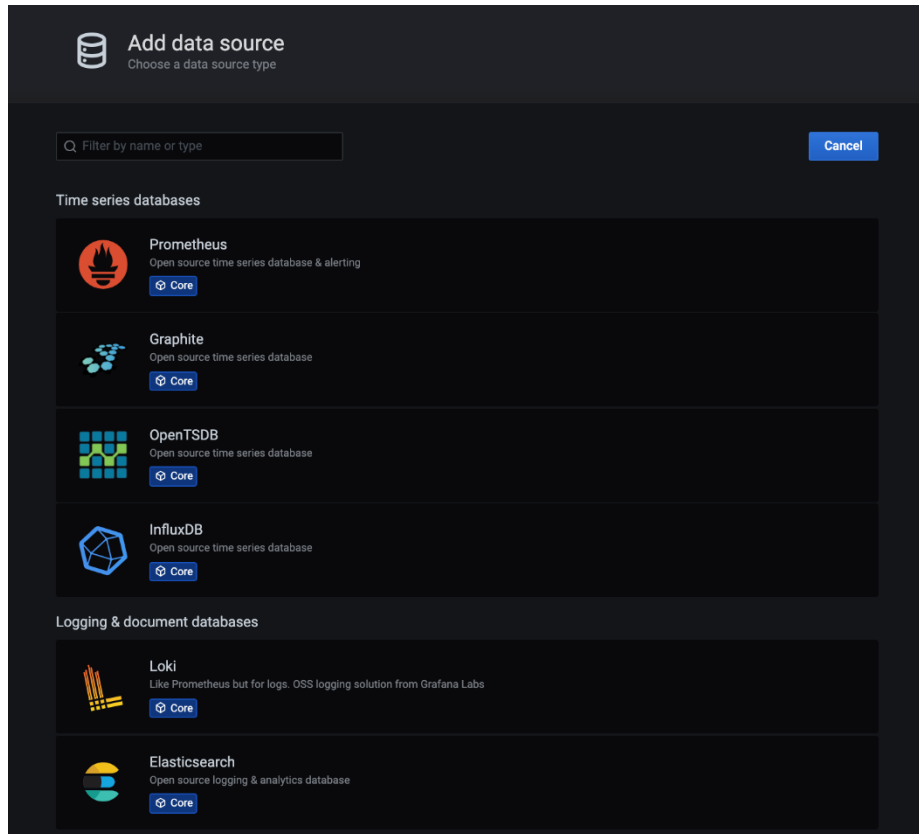 Add data source
Choose a data source type
Filter by name or type
Cancel
Time series databases
Prometheus
Open source time series database & alerting
Core
Graphite
Open source time series database
Core
OpenTSDB
Open source time series database
Core
InfluxDB
Open source time series database
Core
Logging & document databases
Loki
Like Prometheus but for logs. OSS logging solution from Grafana Labs
Core
Elasticsearch
Open source logging & analytics database
Core